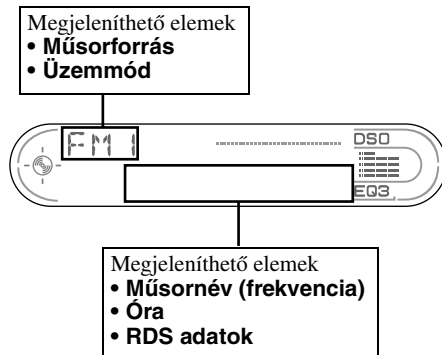 Megjeleníthető elemek
• Műsorforrás
• Üzemmód
FM1
DSO
EQ3
Megjeleníthető elemek
• Műsornév (frekvencia)
• Óra
• RDS adatok